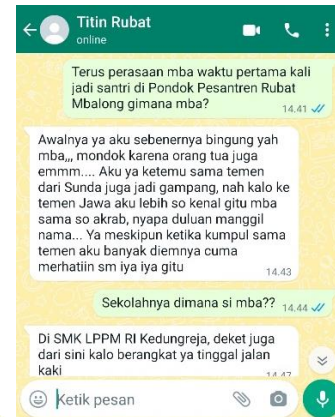 Titin Rubat
online
Terus perasaan mba waktu pertama kali
jadi santri di Pondok Pesantren Rubat
Mbalong gimana mba?
14.41
Awalnya ya aku sebenernya bingung yah
mba,,, mondok karena orang tua juga
emmm.... Aku ya ketemu sama temen
dari Sunda juga jadi gampang, nah kalo ke
temen Jawa aku lebih so kenal gitu mba
sama so akrab, nyapa duluan manggil
nama... Ya meskipun ketika kumpul sama
temen aku banyak diemnya cuma
merhatiin sm iya iya gitu
14.43
Sekolahnya dimana si mba??
14.44
Di SMK LPPM RI Kedungreja, deket juga
dari sini kalo berangkat ya tinggal jalan
kaki
14.47
Ketik pesan